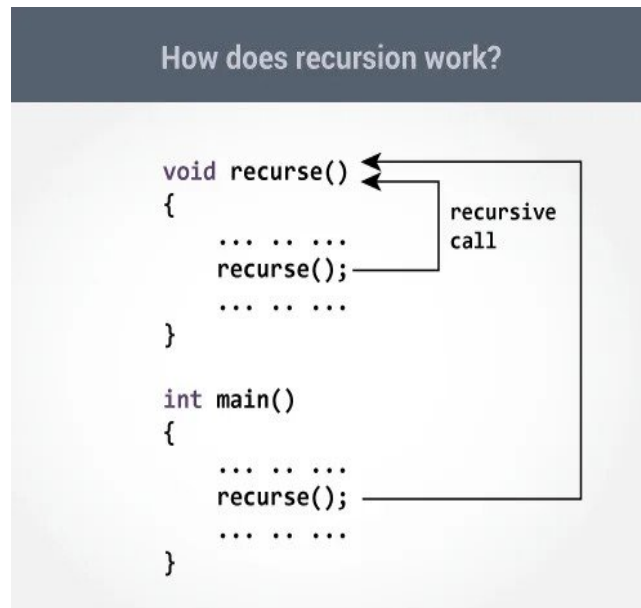 How does recursion work?
void recurse()
{
... .. ...
recurse();
... .. ...
}
recursive
call
int main()
{
... .. ...
recurse();
... .. ...
}